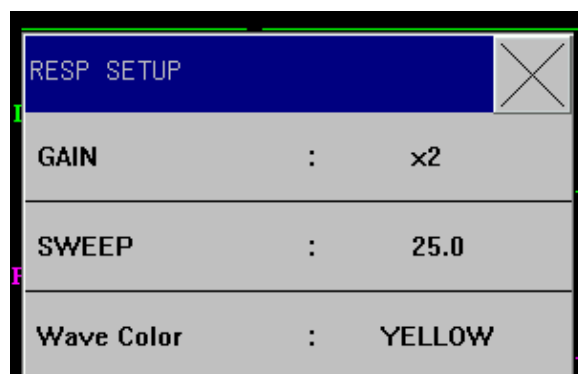 RESP SETUP
I
GAIN : x2
SWEEP : 25.0
Wave Color : YELLOW